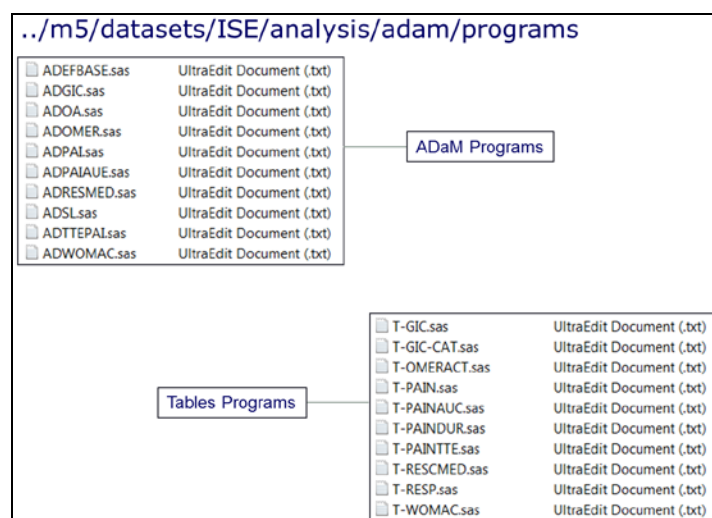 ../m5/datasets/ISE/analysis/adam/programs
ADEFBASE.sas UltraEdit Document (.txt)
ADGIC.sas UltraEdit Document (.txt)
ADOA.sas UltraEdit Document (.txt)
ADOMER.sas UltraEdit Document (.txt)
ADPAI.sas UltraEdit Document (.txt)
ADPAIAUE.sas UltraEdit Document (.txt)
ADRESMED.sas UltraEdit Document (.txt)
ADSL.sas UltraEdit Document (.txt)
ADTTEPAI.sas UltraEdit Document (.txt)
ADWOMAC.sas UltraEdit Document (.txt)
ADaM Programs
Tables Programs
T-GIC.sas UltraEdit Document (.txt)
T-GIC-CAT.sas UltraEdit Document (.txt)
T-OMERACT.sas UltraEdit Document (.txt)
T-PAIN.sas UltraEdit Document (.txt)
T-PAINAUC.sas UltraEdit Document (.txt)
T-PAINDUR.sas UltraEdit Document (.txt)
T-PAINTTE.sas UltraEdit Document (.txt)
T-RESCMED.sas UltraEdit Document (.txt)
T-RESP.sas UltraEdit Document (.txt)
T-WOMAC.sas UltraEdit Document (.txt)